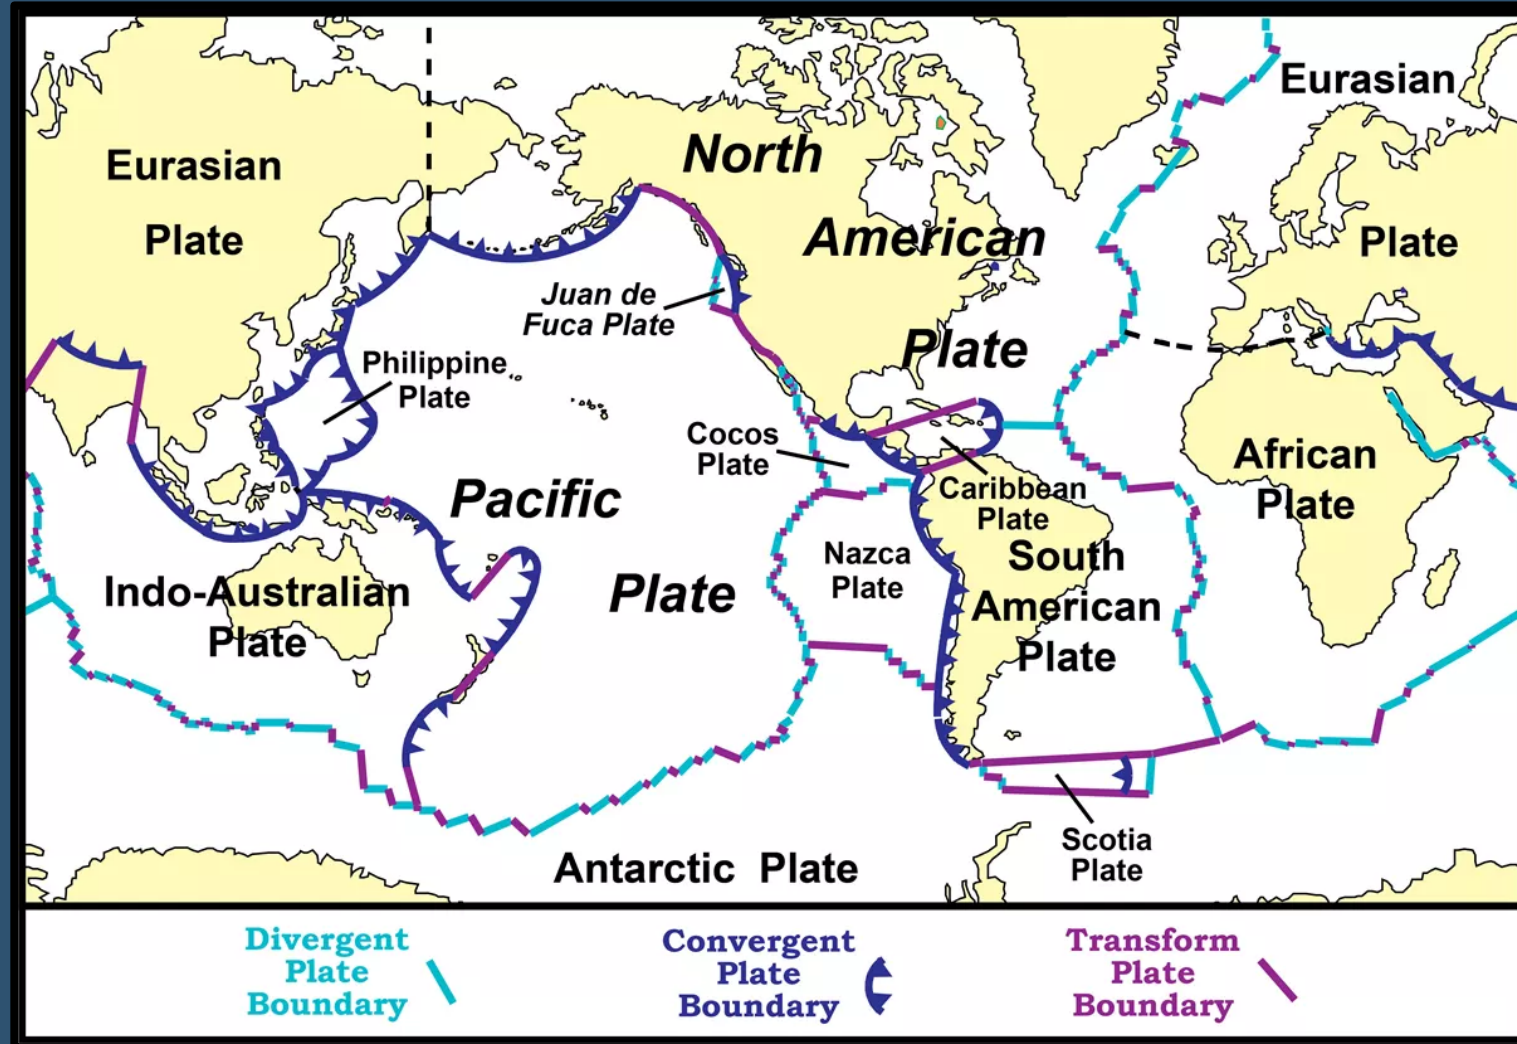 Eurasian
Plate
North
American
Plate
Eurasian
Plate
Juan de
Fuca Plate
Philippine
Plate
Cocos
Plate
Caribbean
Plate
African
Plate
Pacific
Plate
Nazca
Plate
South
American
Plate
Indo-Australian
Plate
Scotia
Plate
Antarctic Plate
Divergent
Plate
Boundary
Convergent
Plate
Boundary
Transform
Plate
Boundary